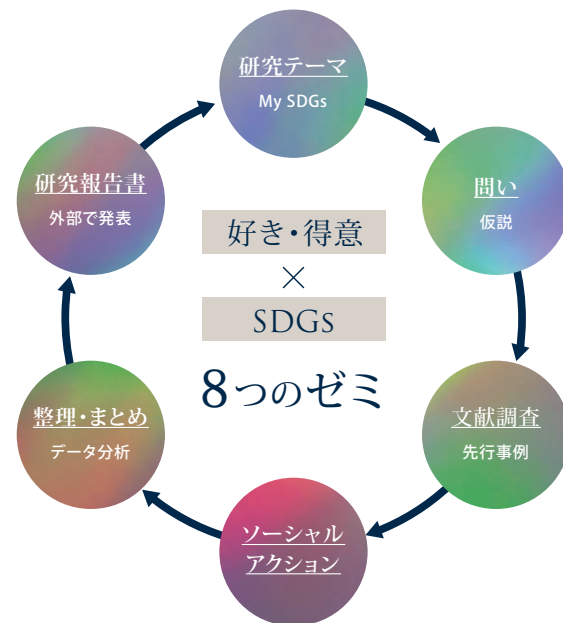 研究テーマ
My SDGs
問い
仮説
文献調査
先行事例
ソーシャル
アクション
整理・まとめ
データ分析
研究報告書
外部で発表
好き・得意
×
SDGs
8つのゼミ